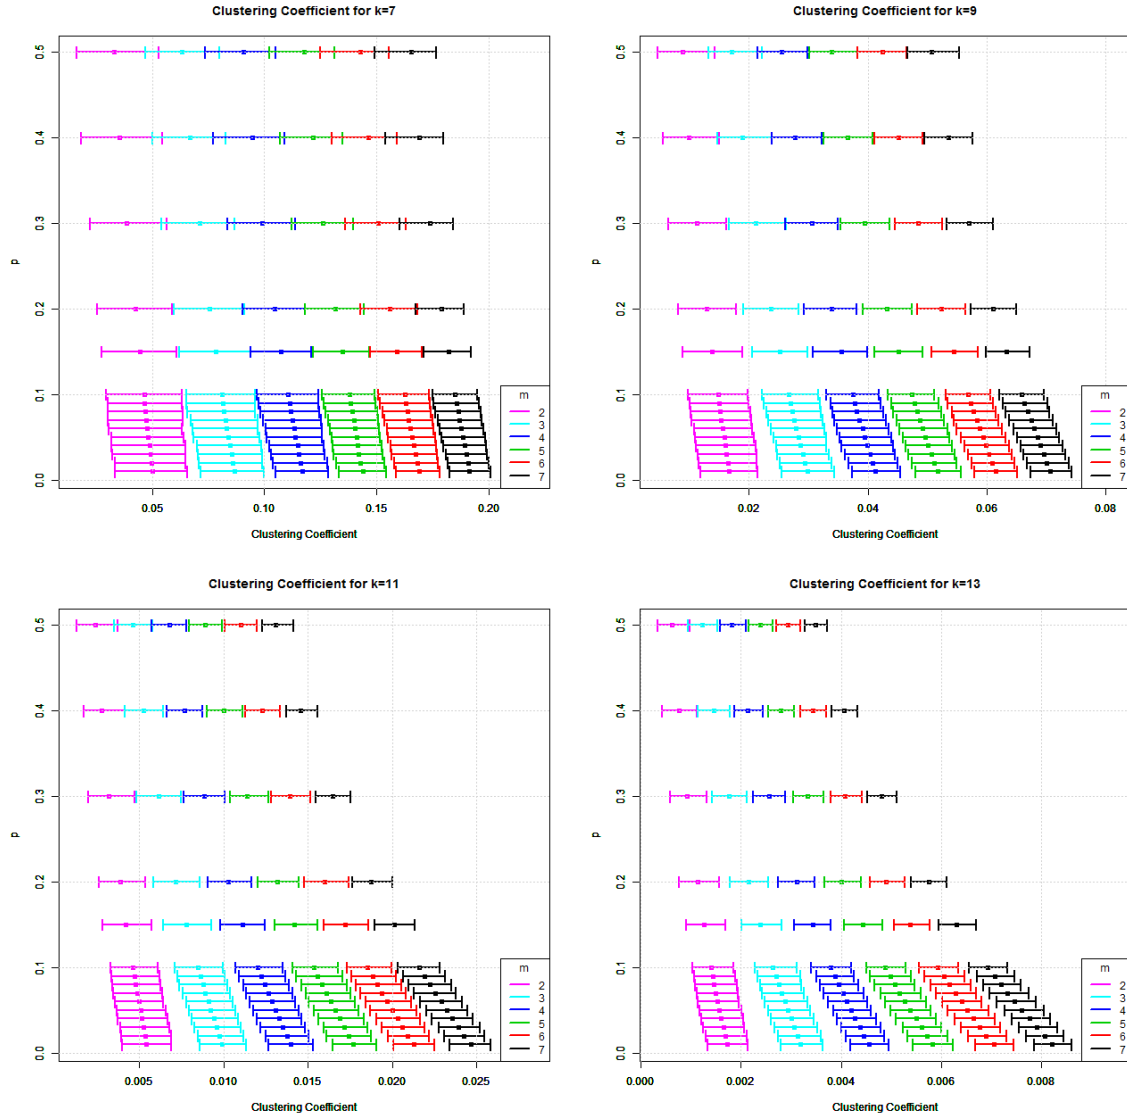 Clustering Coefficient for k=7
0.5
0.4
0.3
0.2
0.1
0.0
p
m
2
3
4
5
6
7
0.05 0.10 0.15 0.20
Clustering Coefficient
Clustering Coefficient for k=9
0.5
0.4
0.3
0.2
0.1
0.0
p
m
2
3
4
5
6
7
0.02 0.04 0.06 0.08
Clustering Coefficient
Clustering Coefficient for k=11
0.5
0.4
0.3
0.2
0.1
0.0
p
m
2
3
4
5
6
7
0.005 0.010 0.015 0.020 0.025
Clustering Coefficient
Clustering Coefficient for k=13
0.5
0.4
0.3
0.2
0.1
0.0
p
m
2
3
4
5
6
7
0.000 0.002 0.004 0.006 0.008
Clustering Coefficient